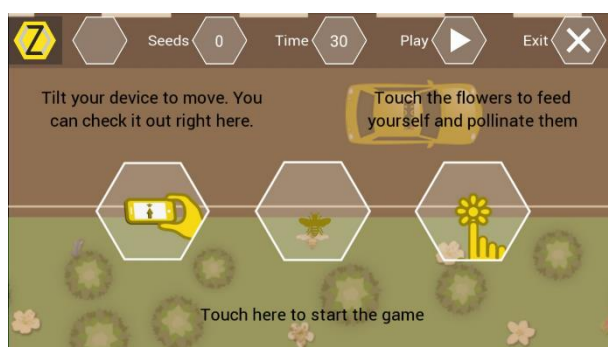 Z Seeds 0 Time 30 Play Exit
Tilt your device to move. You
can check it out right here.
Touch the flowers to feed
yourself and pollinate them
Touch here to start the game